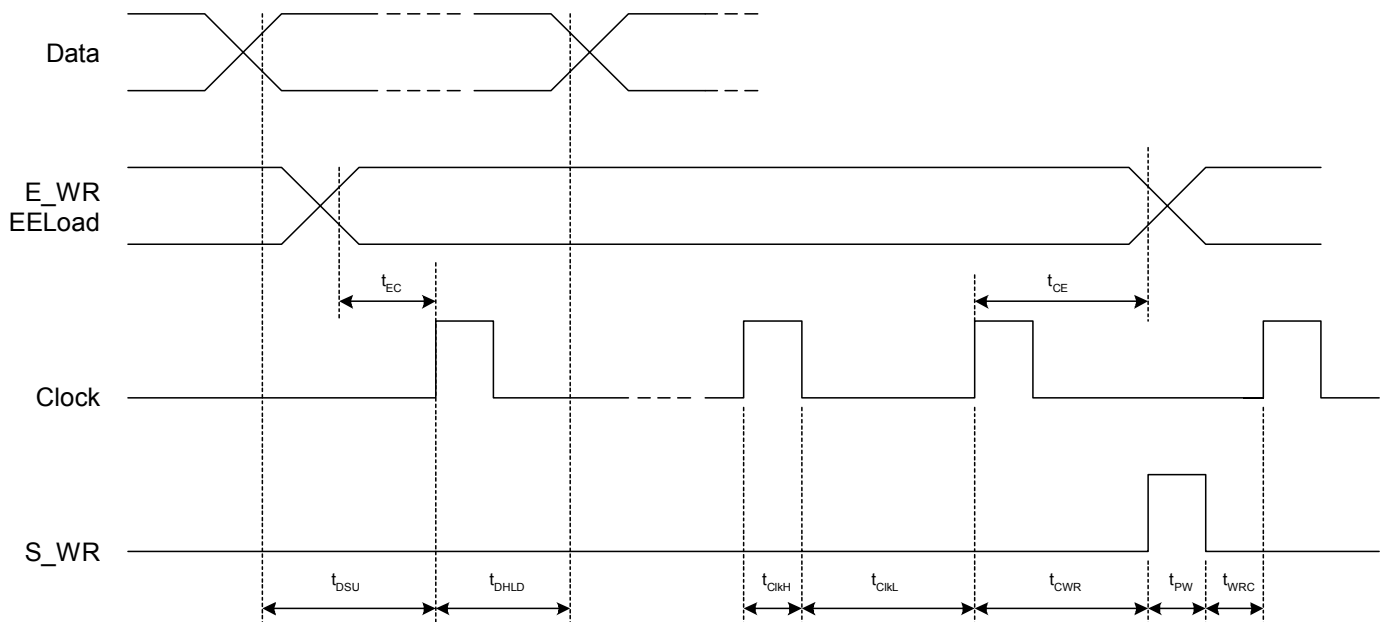 Data
E_WR
EELoad
t_EC
t_CE
Clock
S_WR
t_DSU
t_DHLD
t_ClkH
t_ClkL
t_CWR
t_PW
t_WRC